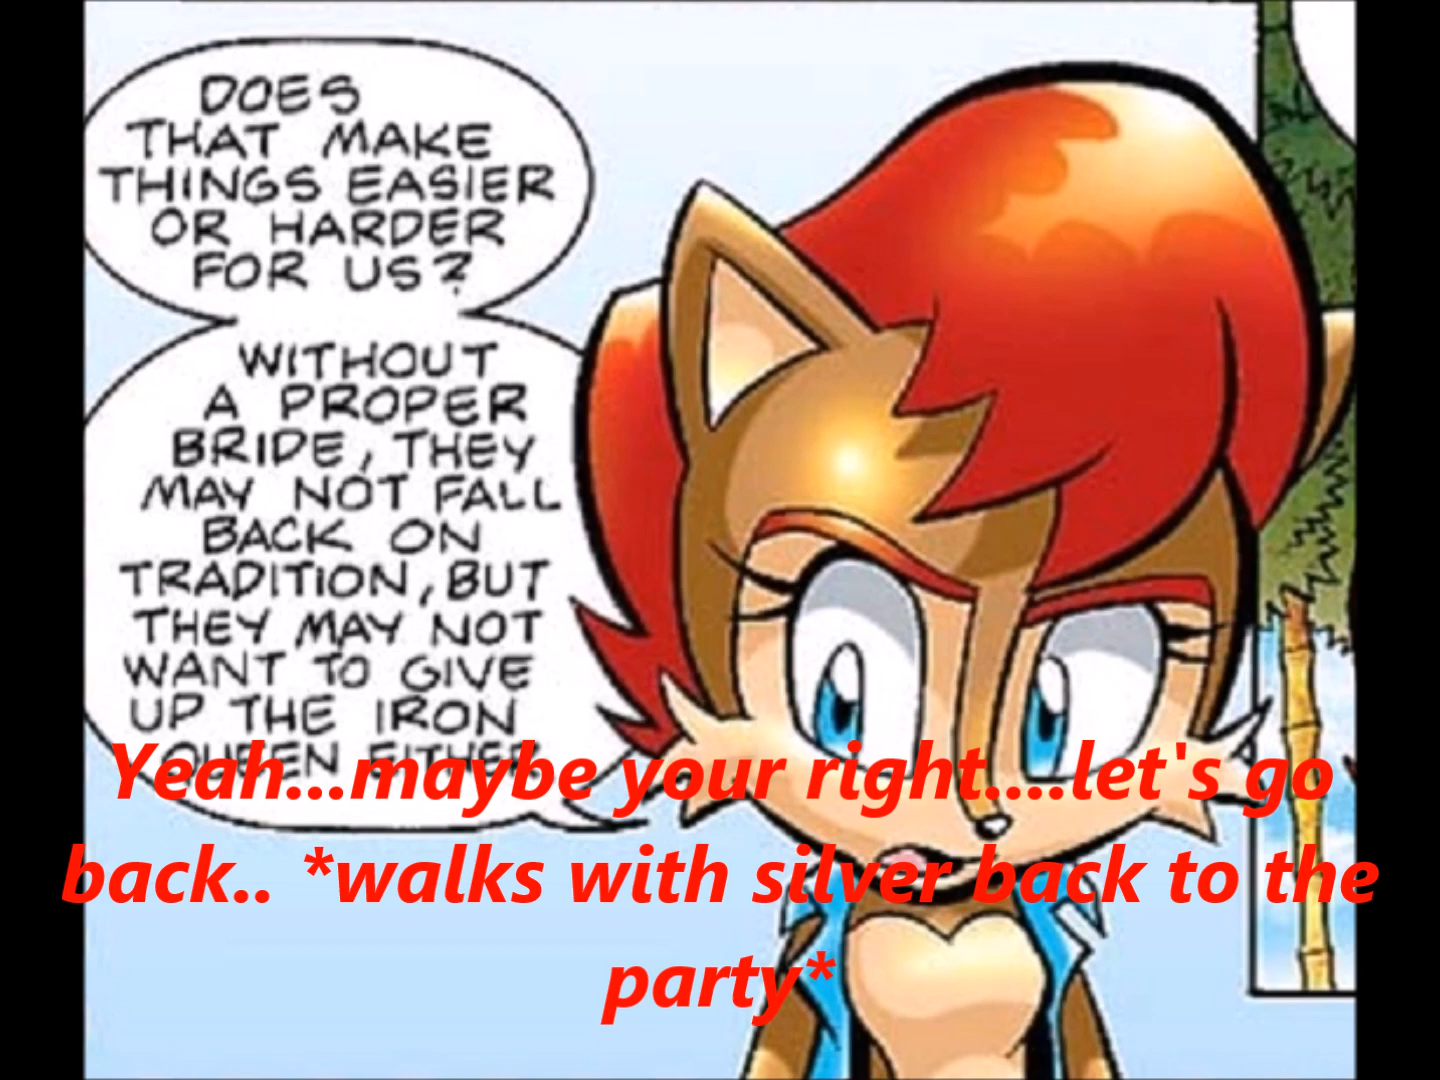 DOES
THAT MAKE
THINGS EASIER
OR HARDER
FOR US?
WITHOUT
A PROPER
BRIDE, THEY
MAY NOT FALL
BACK ON
TRADITION, BUT
THEY MAY NOT
WANT TO GIVE
UP THE IRON
QUEEN EITHER
Yeah...maybe your right....let's go
back.. *walks with silver back to the
party*